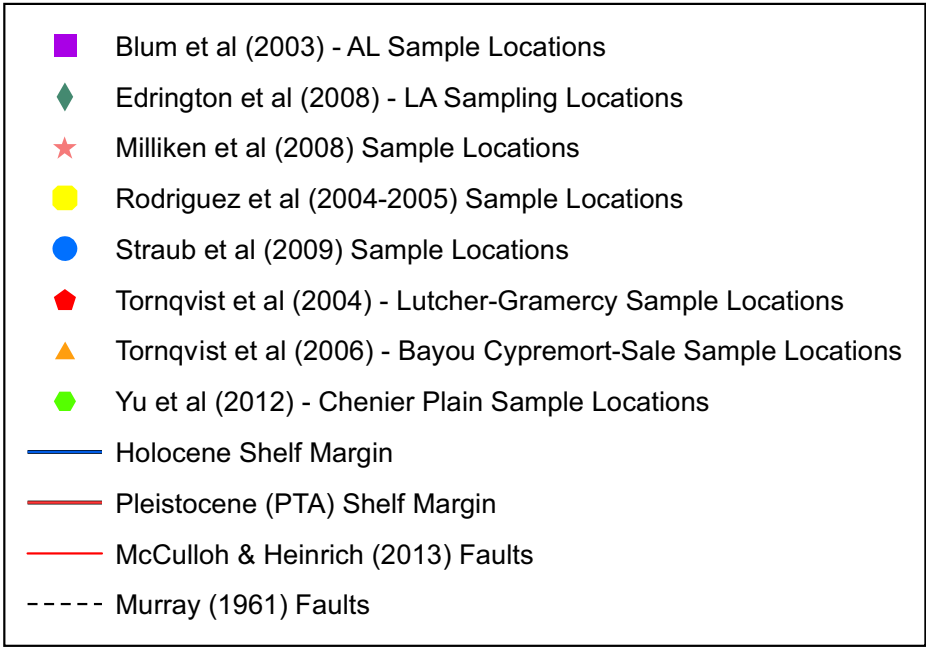 Blum et al (2003) - AL Sample Locations
Edrington et al (2008) - LA Sampling Locations
Milliken et al (2008) Sample Locations
Rodriguez et al (2004-2005) Sample Locations
Straub et al (2009) Sample Locations
Tornqvist et al (2004) - Lutcher-Gramercy Sample Locations
Tornqvist et al (2006) - Bayou Cypremort-Sale Sample Locations
Yu et al (2012) - Chenier Plain Sample Locations
Holocene Shelf Margin
Pleistocene (PTA) Shelf Margin
McCulloh & Heinrich (2013) Faults
Murray (1961) Faults